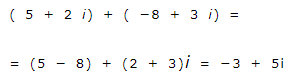 ( 5 + 2 i) + ( -8 + 3 i) =
= (5 - 8) + (2 + 3)i = -3 + 5i